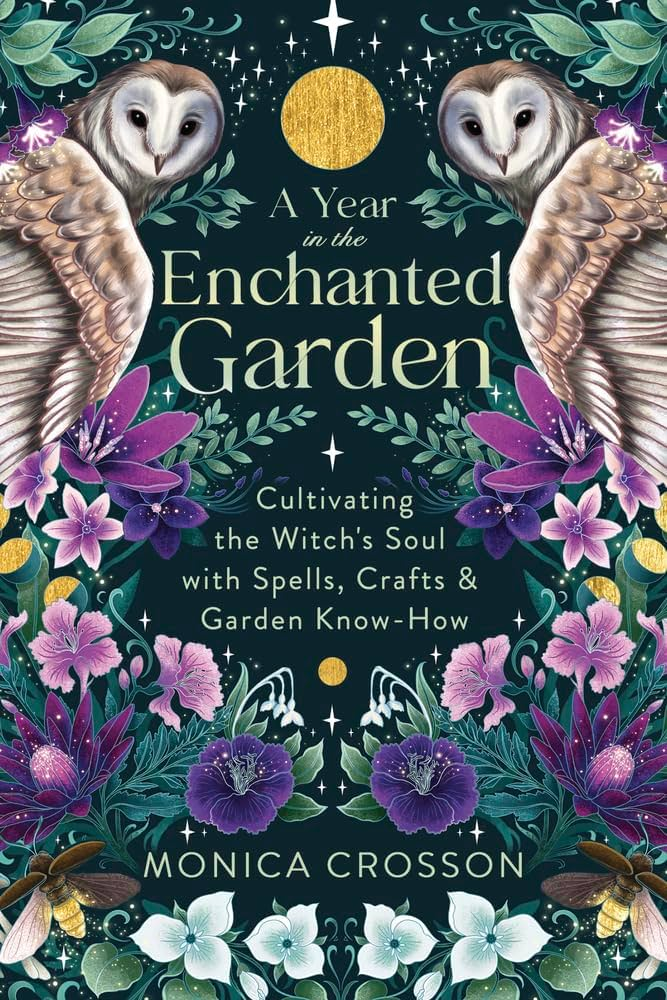 A Year
in the
Enchanted
Garden
Cultivating
the Witch's Soul
with Spells, Crafts &
Garden Know-How
MONICA CROSSON